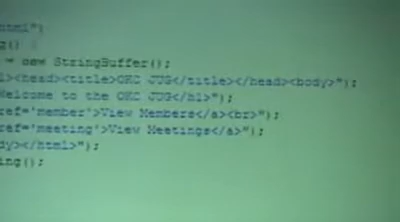 html")
g()
= new StringBuffer();
l><head><title>OKC JUG</title></head><body>");
Welcome to the OKC JUG</h1>");
ref='member'>View Members</a><br>");
ref='meeting'>View Meetings</a>");
dy></html>");
ing();